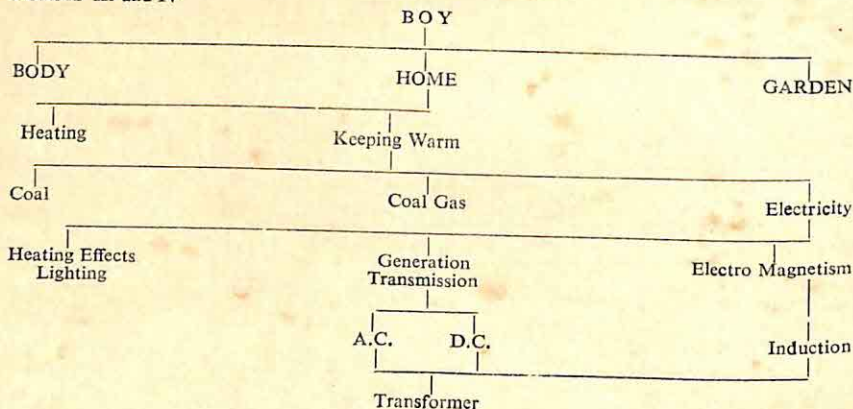 BOY
BODY HOME GARDEN
Heating Keeping Warm
Coal Coal Gas Electricity
Heating Effects Generation Electro Magnetism
Lighting Transmission
A.C. D.C. Induction
Transformer